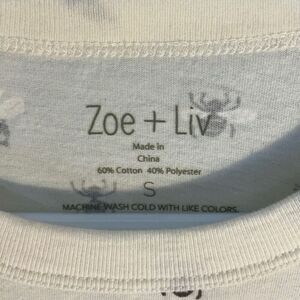 Zoe + Liv
Made in
China
60% Cotton 40% Polyester
S
MACHINE WASH COLD WITH LIKE COLORS.